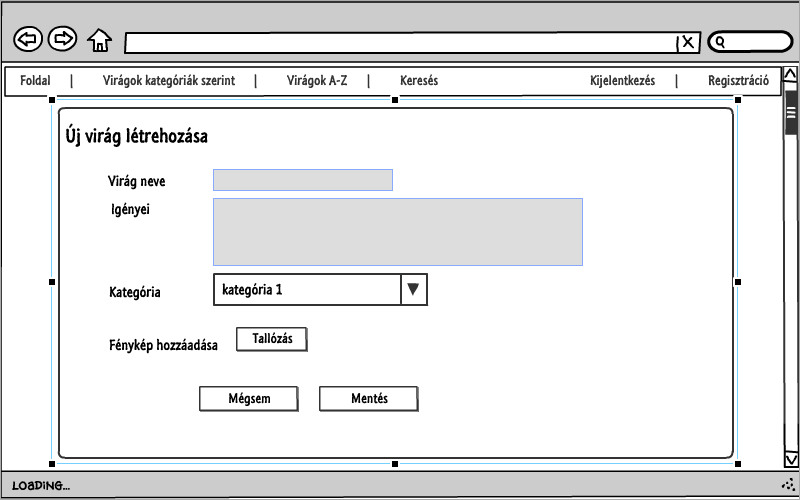 Foldal | Virágok kategóriák szerint | Virágok A-Z | Keresés Kijelentkezés | Regisztráció
Új virág létrehozása
Virág neve
Igényei
Kategória kategória 1
Fénykép hozzáadása Tallózás
Mégsem Mentés
LOADING...